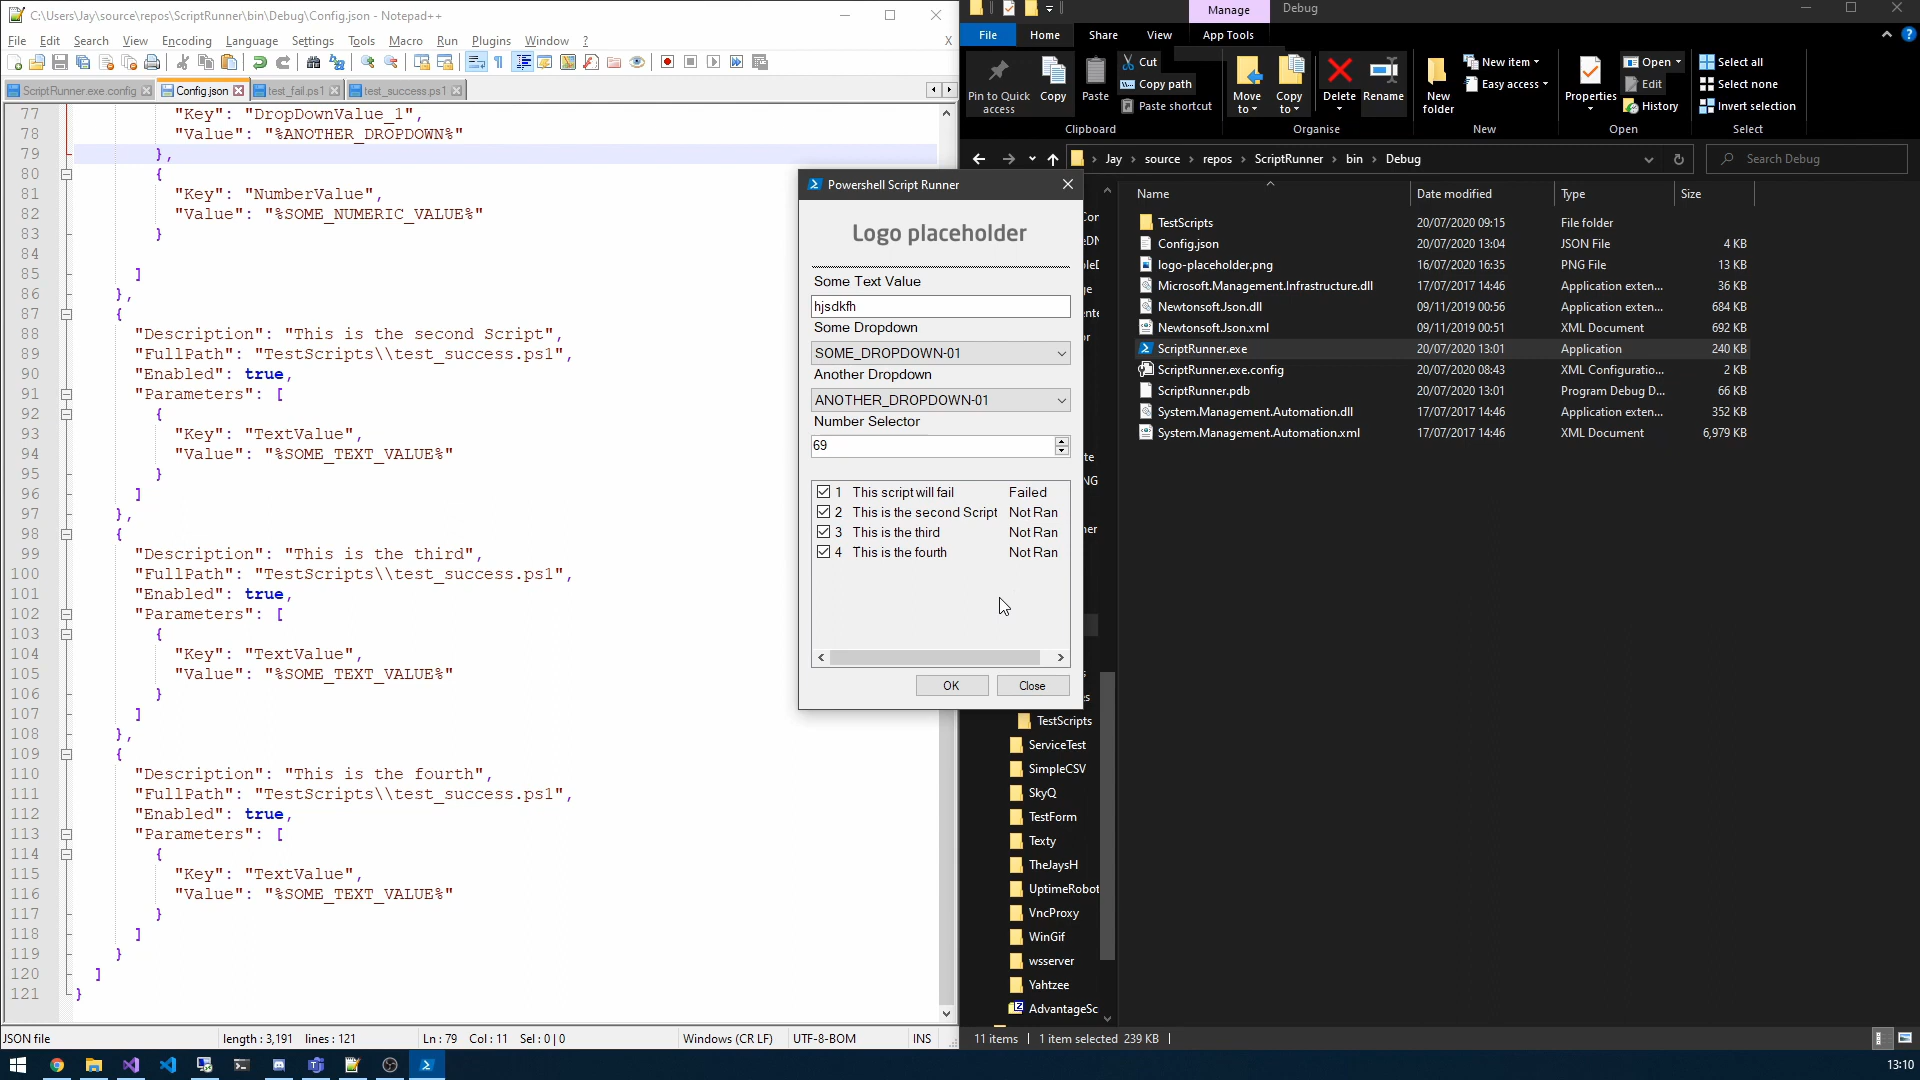 C:\Users\Jay\source\repos\ScriptRunner\bin\Debug\Config.json - Notepad++
File Edit Search View Encoding Language Settings Tools Macro Run Plugins Window ? X
ScriptRunner.exe.config Config.json test_fail.ps1 test_success.ps1
77 "Key": "DropDownValue_1",
78 "Value": "%ANOTHER_DROPDOWN%"
79 },
80 {
81 "Key": "NumberValue",
82 "Value": "%SOME_NUMERIC_VALUE%"
83 }
84
85 ]
86 },
87 {
88 "Description": "This is the second Script",
89 "FullPath": "TestScripts\\test_success.ps1",
90 "Enabled": true,
91 "Parameters": [
92 {
93 "Key": "TextValue",
94 "Value": "%SOME_TEXT_VALUE%"
95 }
96 ]
97 },
98 {
99 "Description": "This is the third",
100 "FullPath": "TestScripts\\test_success.ps1",
101 "Enabled": true,
102 "Parameters": [
103 {
104 "Key": "TextValue",
105 "Value": "%SOME_TEXT_VALUE%"
106 }
107 ]
108 },
109 {
110 "Description": "This is the fourth",
111 "FullPath": "TestScripts\\test_success.ps1",
112 "Enabled": true,
113 "Parameters": [
114 {
115 "Key": "TextValue",
116 "Value": "%SOME_TEXT_VALUE%"
117 }
118 ]
119 }
120 ]
121 }
JSON file length : 3,191 lines : 121 Ln : 79 Col : 11 Sel : 0 | 0 Windows (CR LF) UTF-8-BOM INS
Powershell Script Runner
Logo placeholder
Some Text Value
hjsdkfh
Some Dropdown
SOME_DROPDOWN-01
Another Dropdown
ANOTHER_DROPDOWN-01
Number Selector
69
1 This script will fail Failed
2 This is the second Script Not Ran
3 This is the third Not Ran
4 This is the fourth Not Ran
OK Close
Manage Debug
File Home Share View App Tools
Pin to Quick access
Copy
Paste
Cut
Copy path
Paste shortcut
Clipboard
Move to
Copy to
Delete
Rename
Organise
New folder
New item
Easy access
New
Properties
Open
Edit
History
Open
Select all
Select none
Invert selection
Select
Jay source repos ScriptRunner bin Debug
Search Debug
Name Date modified Type Size
TestScripts 20/07/2020 09:15 File folder
Config.json 20/07/2020 13:04 JSON File 4 KB
logo-placeholder.png 16/07/2020 16:35 PNG File 13 KB
Microsoft.Management.Infrastructure.dll 17/07/2017 14:46 Application exten... 36 KB
Newtonsoft.Json.dll 09/11/2019 00:56 Application exten... 684 KB
Newtonsoft.Json.xml 09/11/2019 00:51 XML Document 692 KB
ScriptRunner.exe 20/07/2020 13:01 Application 240 KB
ScriptRunner.exe.config 20/07/2020 08:43 XML Configuratio... 2 KB
ScriptRunner.pdb 20/07/2020 13:01 Program Debug D... 66 KB
System.Management.Automation.dll 17/07/2017 14:46 Application exten... 352 KB
System.Management.Automation.xml 17/07/2017 14:46 XML Document 6,979 KB
TestScripts
ServiceTest
SimpleCSV
SkyQ
TestForm
Texty
TheJaysH
UptimeRobot
VncProxy
WinGif
wsserver
Yahtzee
AdvantageSc
11 items 1 item selected 239 KB
13:10